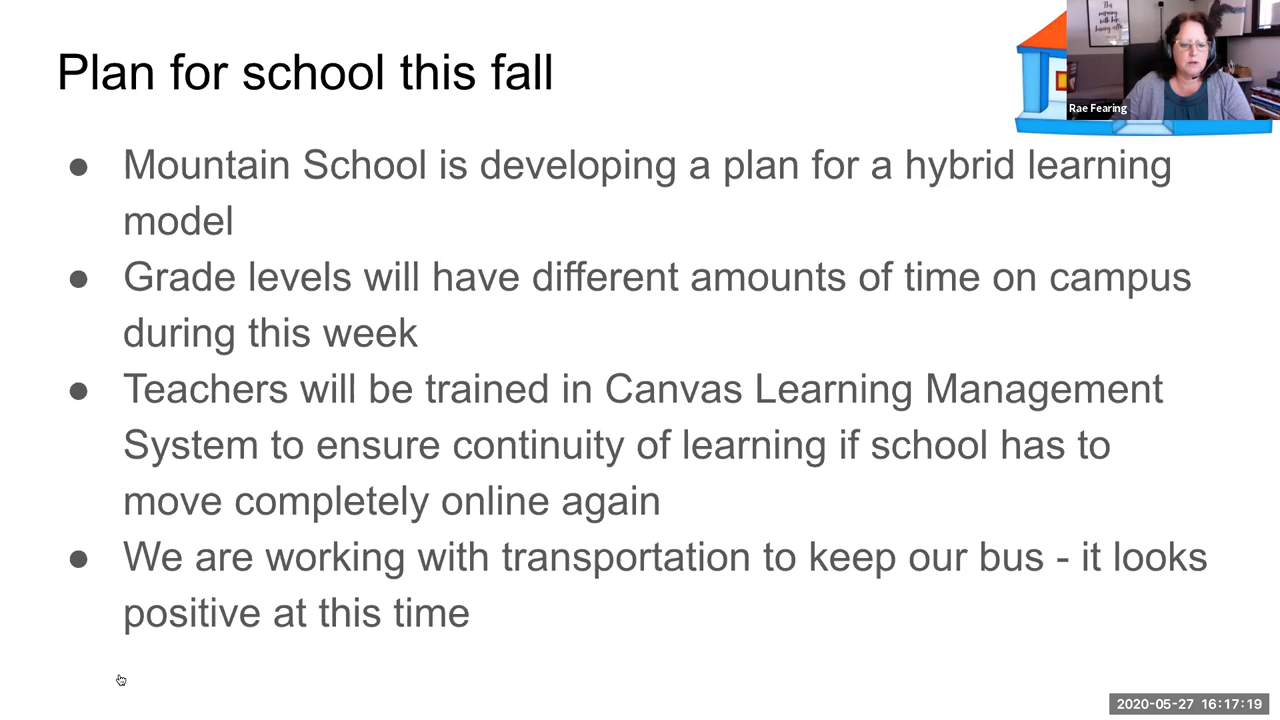 Plan for school this fall
Rae Fearing
● Mountain School is developing a plan for a hybrid learning
model
● Grade levels will have different amounts of time on campus
during this week
● Teachers will be trained in Canvas Learning Management
System to ensure continuity of learning if school has to
move completely online again
● We are working with transportation to keep our bus - it looks
positive at this time
2020-05-27 16:17:19